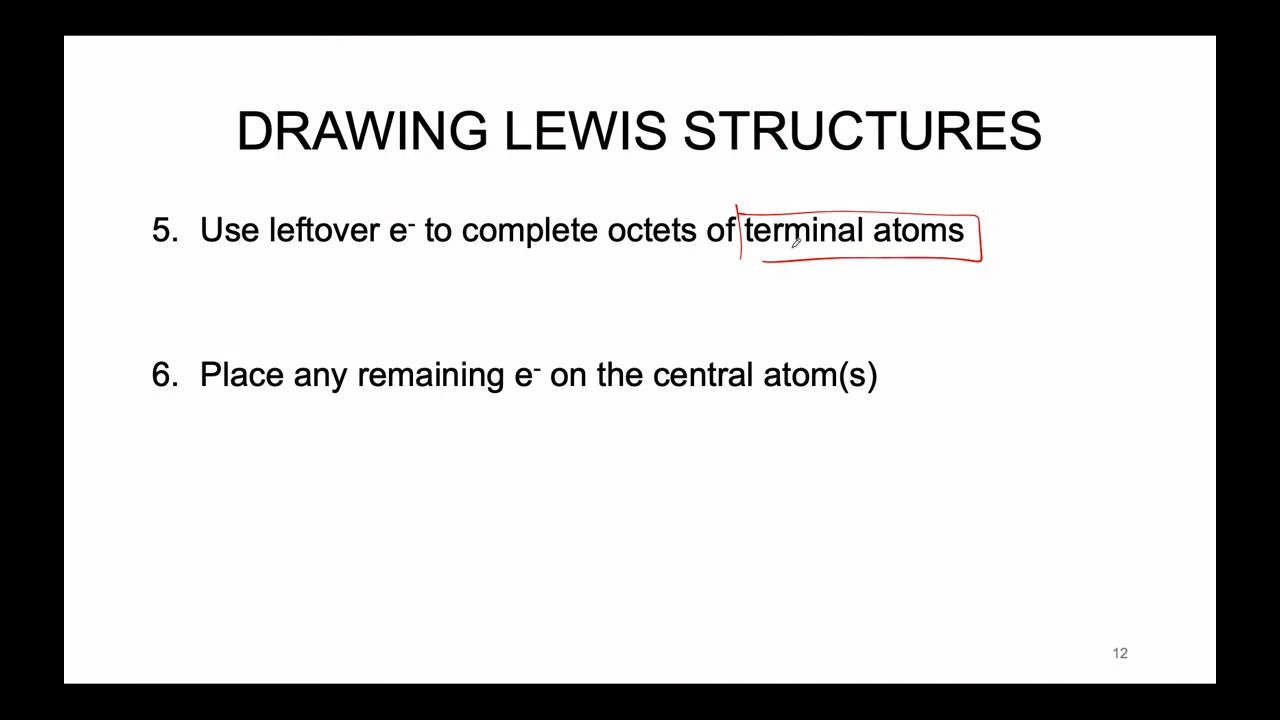 DRAWING LEWIS STRUCTURES
5. Use leftover e⁻ to complete octets of terminal atoms
6. Place any remaining e⁻ on the central atom(s)
12